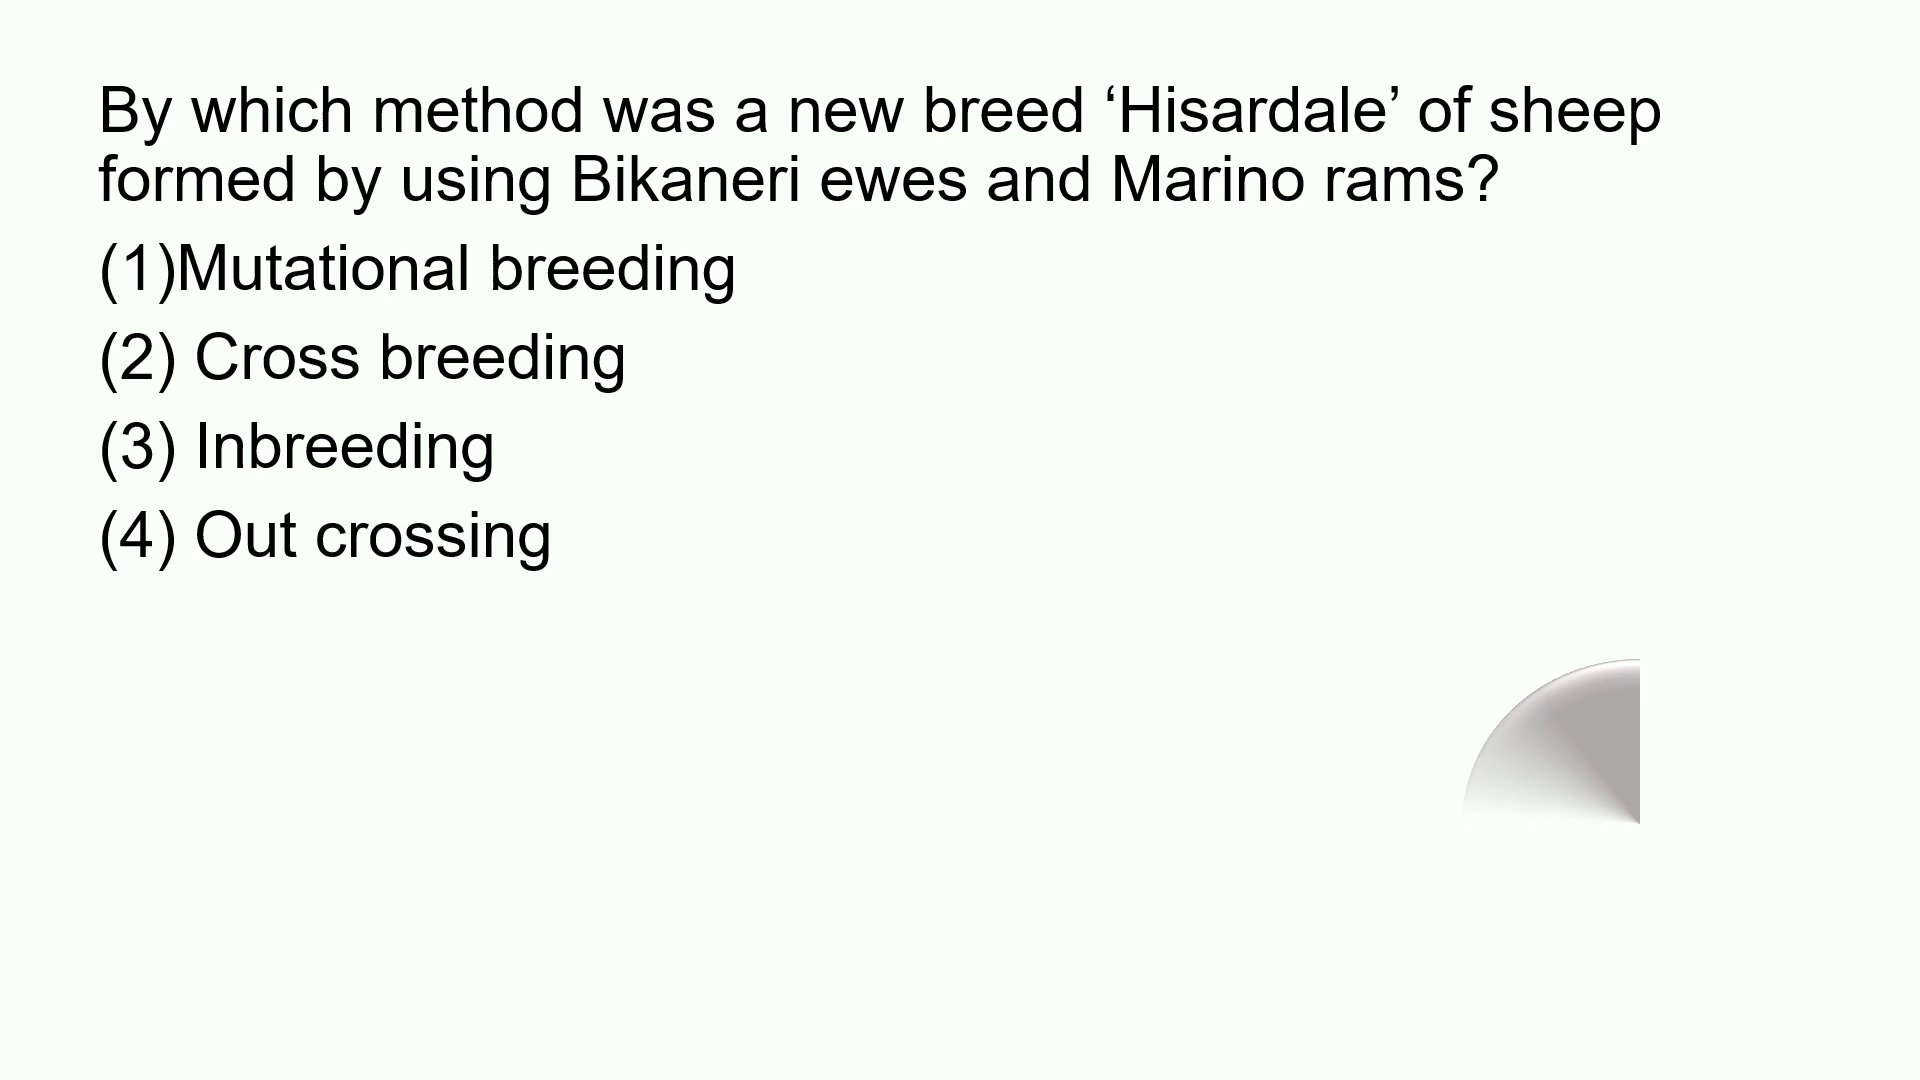 By which method was a new breed ‘Hisardale’ of sheep
formed by using Bikaneri ewes and Marino rams?
(1)Mutational breeding
(2) Cross breeding
(3) Inbreeding
(4) Out crossing